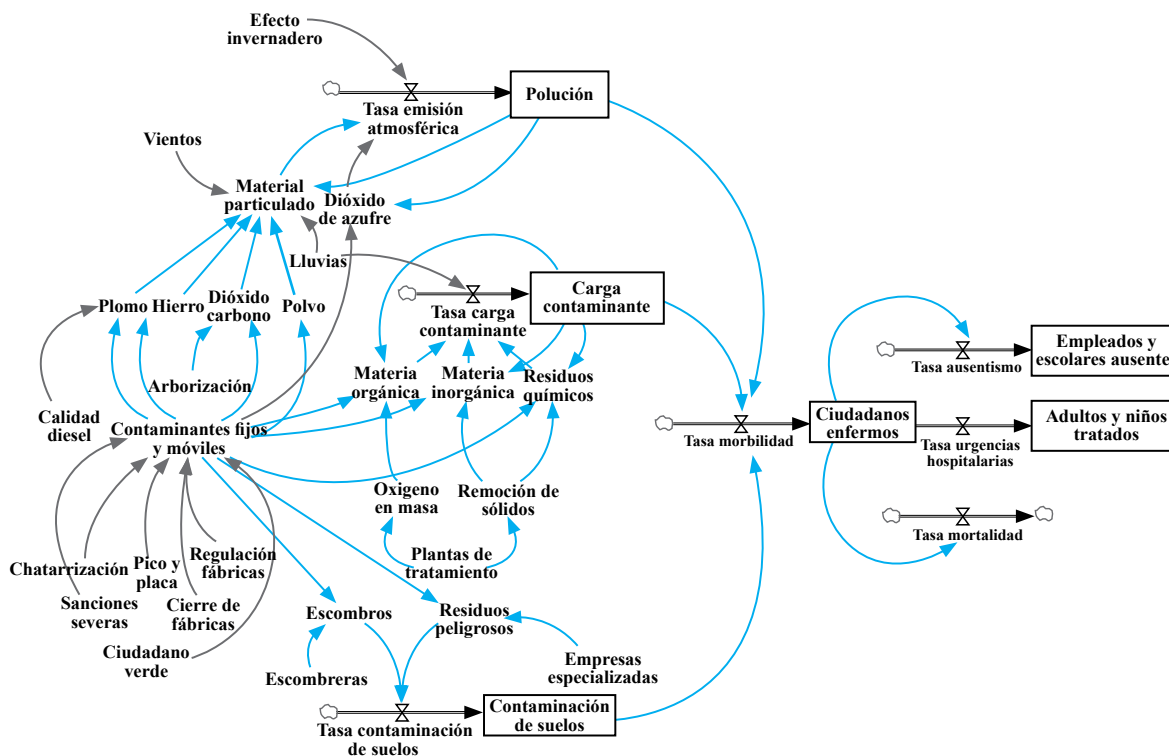 Efecto
invernadero
Polución
Tasa emisión
atmosférica
Vientos
Material
particulado
Dióxido
de azufre
Lluvias
Plomo
Hierro
Dióxido
carbono
Polvo
Carga
contaminante
Tasa carga
contaminante
Materia
orgánica
Materia
inorgánica
Residuos
químicos
Arborización
Calidad
diesel
Contaminantes fijos
y móviles
Empleados y
escolares ausente
Tasa ausentismo
Ciudadanos
enfermos
Tasa morbilidad
Adultos y niños
tratados
Tasa urgencias
hospitalarias
Tasa mortalidad
Oxigeno
en masa
Remoción de
sólidos
Plantas de
tratamiento
Chatarrización
Pico y
placa
Regulación
fábricas
Sanciones
severas
Cierre de
fábricas
Ciudadano
verde
Escombros
Residuos
peligrosos
Escombreras
Empresas
especializadas
Tasa contaminación
de suelos
Contaminación
de suelos